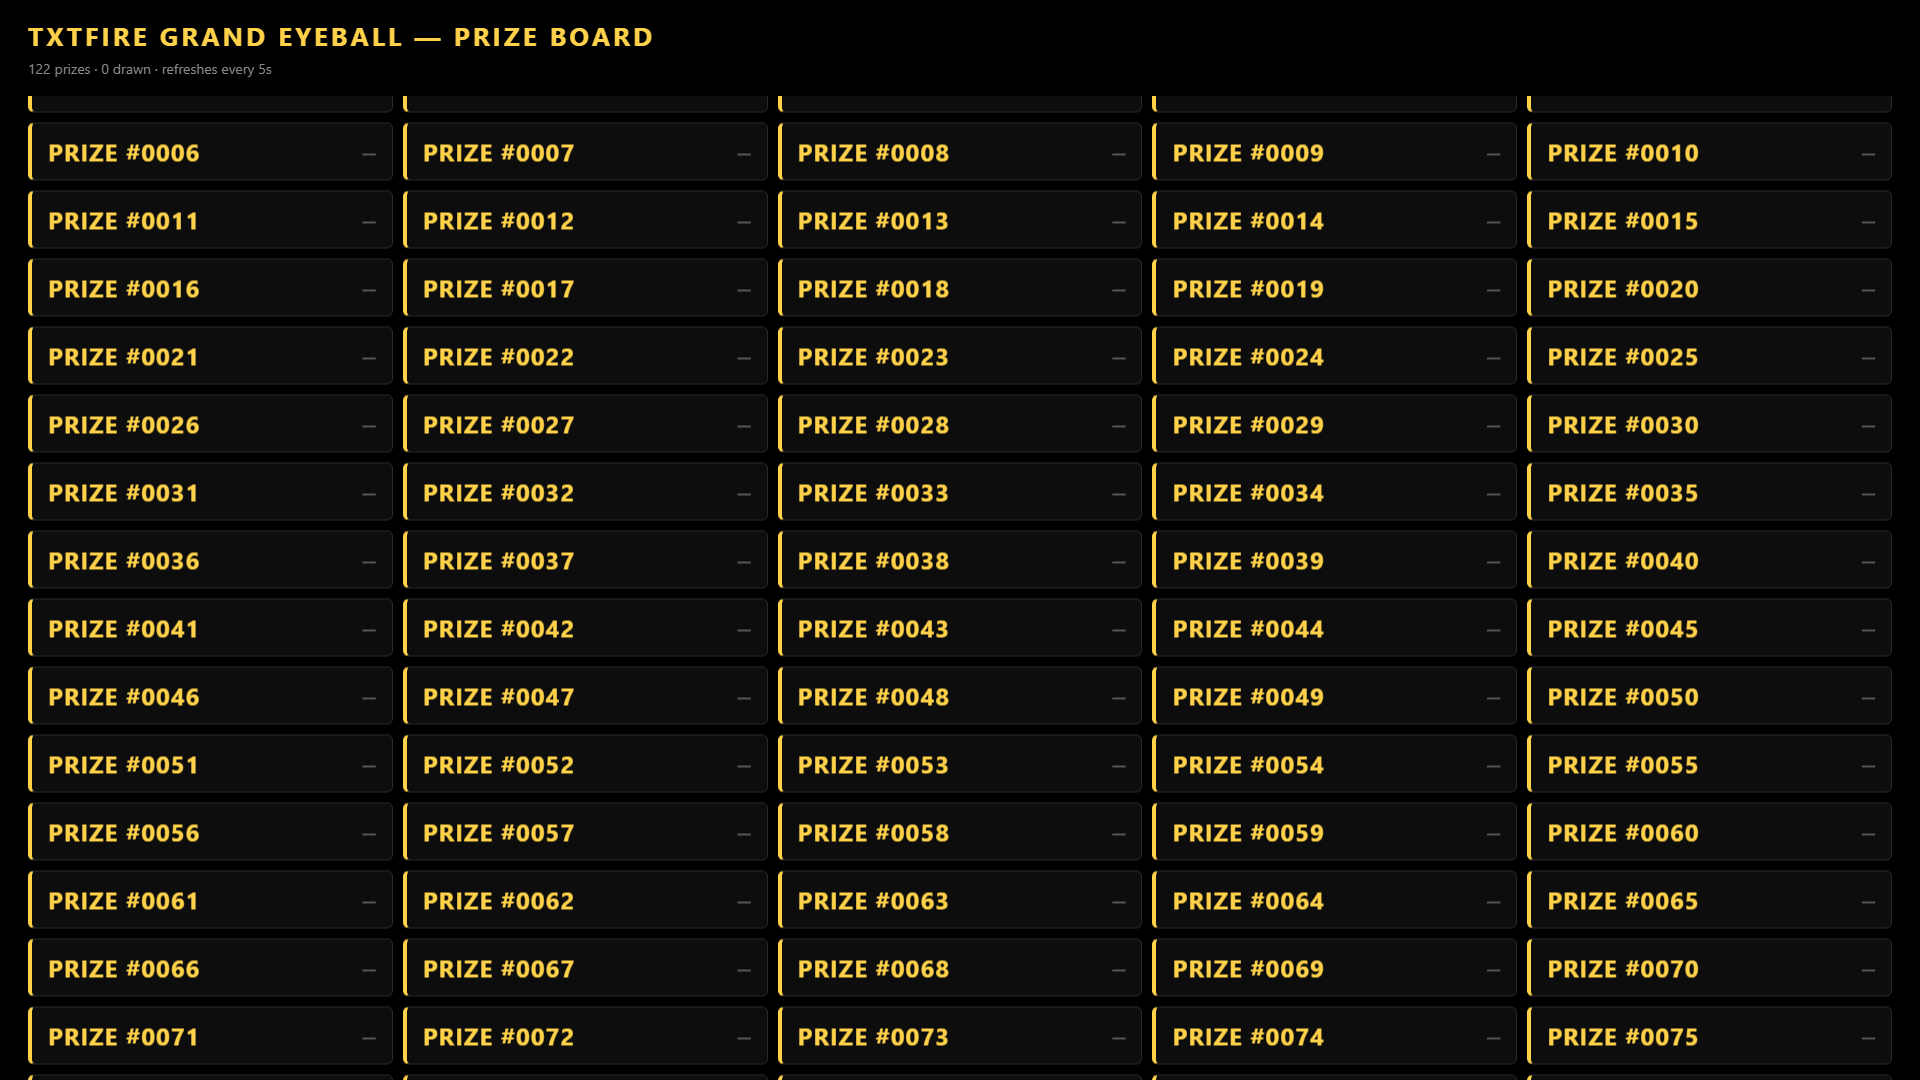 TXTFIRE GRAND EYEBALL — PRIZE BOARD
122 prizes · 0 drawn · refreshes every 5s
PRIZE #0006 — PRIZE #0007 — PRIZE #0008 — PRIZE #0009 — PRIZE #0010 —
PRIZE #0011 — PRIZE #0012 — PRIZE #0013 — PRIZE #0014 — PRIZE #0015 —
PRIZE #0016 — PRIZE #0017 — PRIZE #0018 — PRIZE #0019 — PRIZE #0020 —
PRIZE #0021 — PRIZE #0022 — PRIZE #0023 — PRIZE #0024 — PRIZE #0025 —
PRIZE #0026 — PRIZE #0027 — PRIZE #0028 — PRIZE #0029 — PRIZE #0030 —
PRIZE #0031 — PRIZE #0032 — PRIZE #0033 — PRIZE #0034 — PRIZE #0035 —
PRIZE #0036 — PRIZE #0037 — PRIZE #0038 — PRIZE #0039 — PRIZE #0040 —
PRIZE #0041 — PRIZE #0042 — PRIZE #0043 — PRIZE #0044 — PRIZE #0045 —
PRIZE #0046 — PRIZE #0047 — PRIZE #0048 — PRIZE #0049 — PRIZE #0050 —
PRIZE #0051 — PRIZE #0052 — PRIZE #0053 — PRIZE #0054 — PRIZE #0055 —
PRIZE #0056 — PRIZE #0057 — PRIZE #0058 — PRIZE #0059 — PRIZE #0060 —
PRIZE #0061 — PRIZE #0062 — PRIZE #0063 — PRIZE #0064 — PRIZE #0065 —
PRIZE #0066 — PRIZE #0067 — PRIZE #0068 — PRIZE #0069 — PRIZE #0070 —
PRIZE #0071 — PRIZE #0072 — PRIZE #0073 — PRIZE #0074 — PRIZE #0075 —